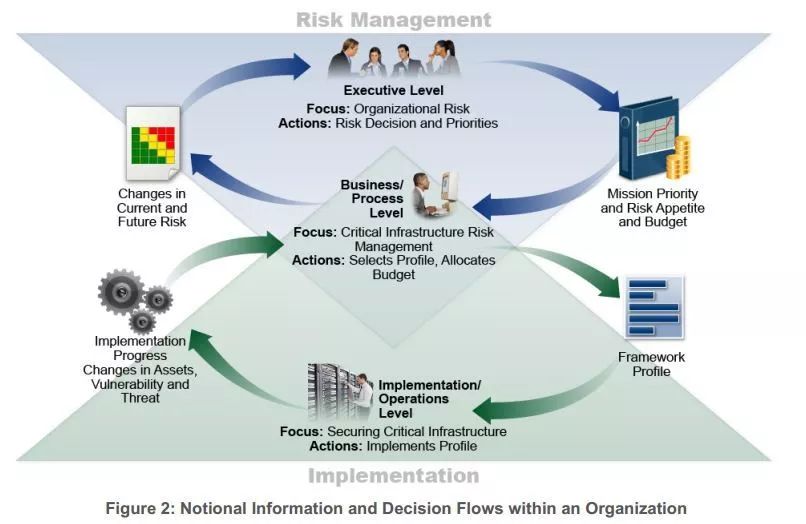 Risk Management
Executive Level
Focus: Organizational Risk
Actions: Risk Decision and Priorities
Changes in
Current and
Future Risk
Mission Priority
and Risk Appetite
and Budget
Business/
Process
Level
Focus: Critical Infrastructure Risk
Management
Actions: Selects Profile, Allocates
Budget
Implementation
Progress
Changes in Assets,
Vulnerability and
Threat
Framework
Profile
Implementation/
Operations
Level
Focus: Securing Critical Infrastructure
Actions: Implements Profile
Implementation
Figure 2: Notional Information and Decision Flows within an Organization